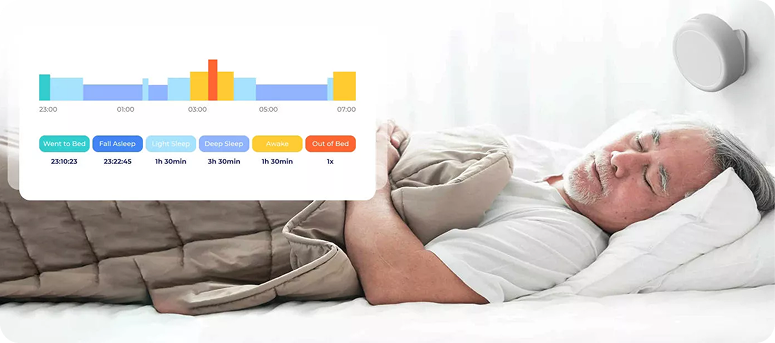 23:00 01:00 03:00 05:00 07:00
Went to Bed Fall Asleep Light Sleep Deep Sleep Awake Out of Bed
23:10:23 23:22:45 1h 30min 3h 30min 1h 30min 1x